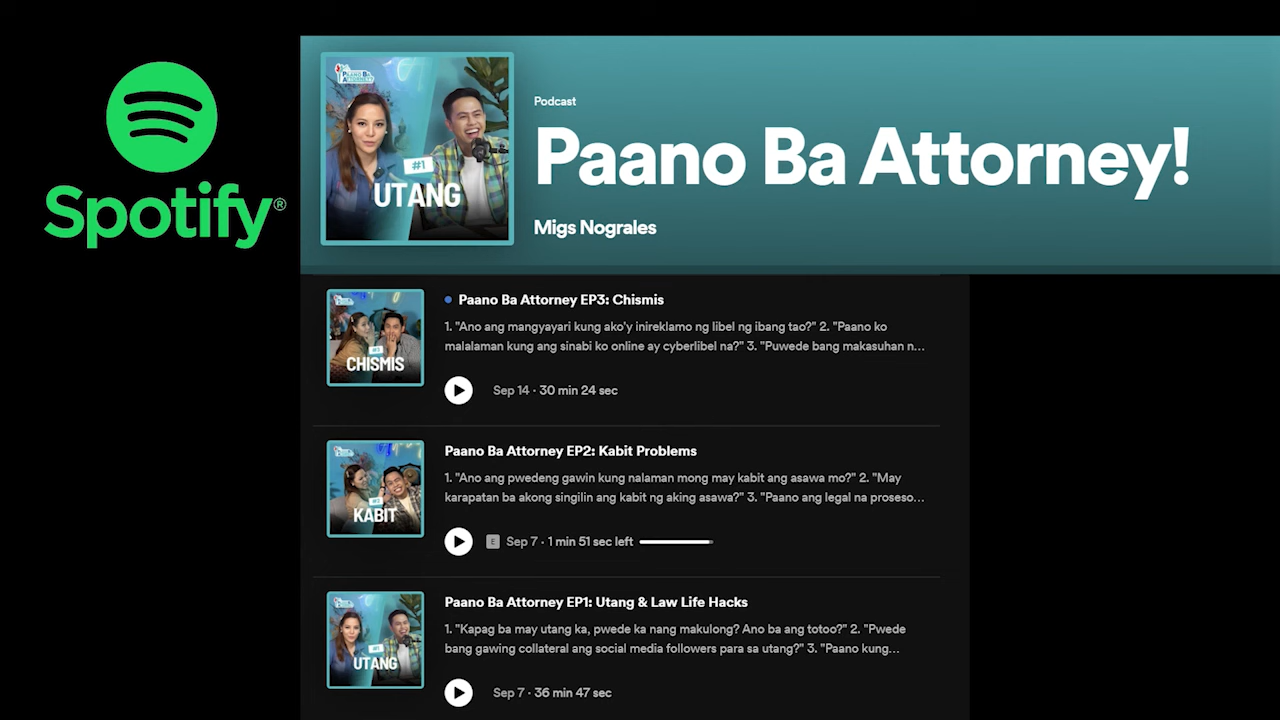 Spotify®
PAANO BA
ATTORNEY
#1
UTANG
Podcast
Paano Ba Attorney!
Migs Nograles
CHISMIS
Paano Ba Attorney EP3: Chismis
1. "Ano ang mangyayari kung ako'y inireklamo ng libel ng ibang tao?" 2. "Paano ko
malalaman kung ang sinabi ko online ay cyberlibel na?" 3. "Puwede bang makasuhan n...
Sep 14 · 30 min 24 sec
KABIT
Paano Ba Attorney EP2: Kabit Problems
1. "Ano ang pwedeng gawin kung nalaman mong may kabit ang asawa mo?" 2. "May
karapatan ba akong singilin ang kabit ng aking asawa?" 3. "Paano ang legal na proseso...
E Sep 7 · 1 min 51 sec left
#1
UTANG
Paano Ba Attorney EP1: Utang & Law Life Hacks
1. "Kapag ba may utang ka, pwede ka nang makulong? Ano ba ang totoo?" 2. "Pwede
bang gawing collateral ang social media followers para sa utang?" 3. "Paano kung...
Sep 7 · 36 min 47 sec